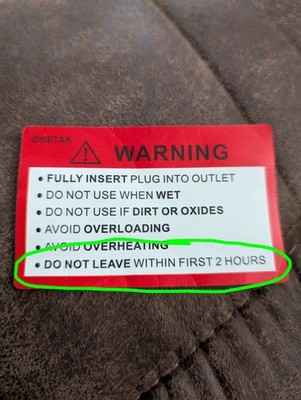 ONETAK
WARNING
• FULLY INSERT PLUG INTO OUTLET
• DO NOT USE WHEN WET
• DO NOT USE IF DIRT OR OXIDES
• AVOID OVERLOADING
• AVOID OVERHEATING
• DO NOT LEAVE WITHIN FIRST 2 HOURS